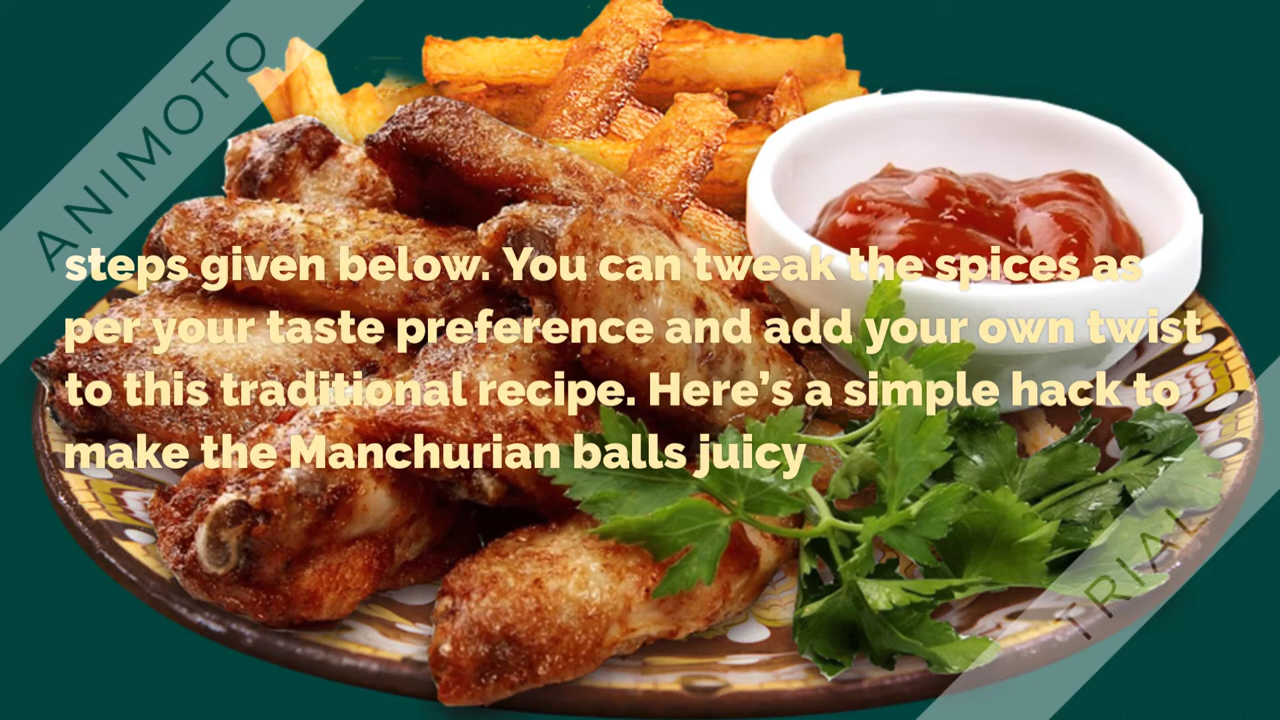 ANIMOTO
steps given below. You can tweak the spices as
per your taste preference and add your own twist
to this traditional recipe. Here’s a simple hack to
make the Manchurian balls juicy
TRIAL